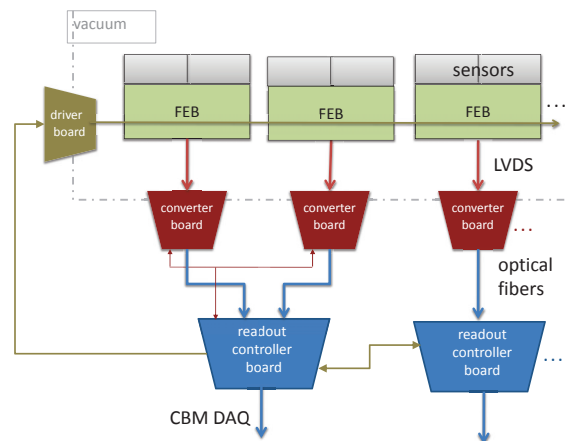 vacuum
sensors
driver
board
FEB
FEB
FEB
...
LVDS
converter
board
converter
board
converter
board
...
optical
fibers
readout
controller
board
readout
controller
board
...
CBM DAQ